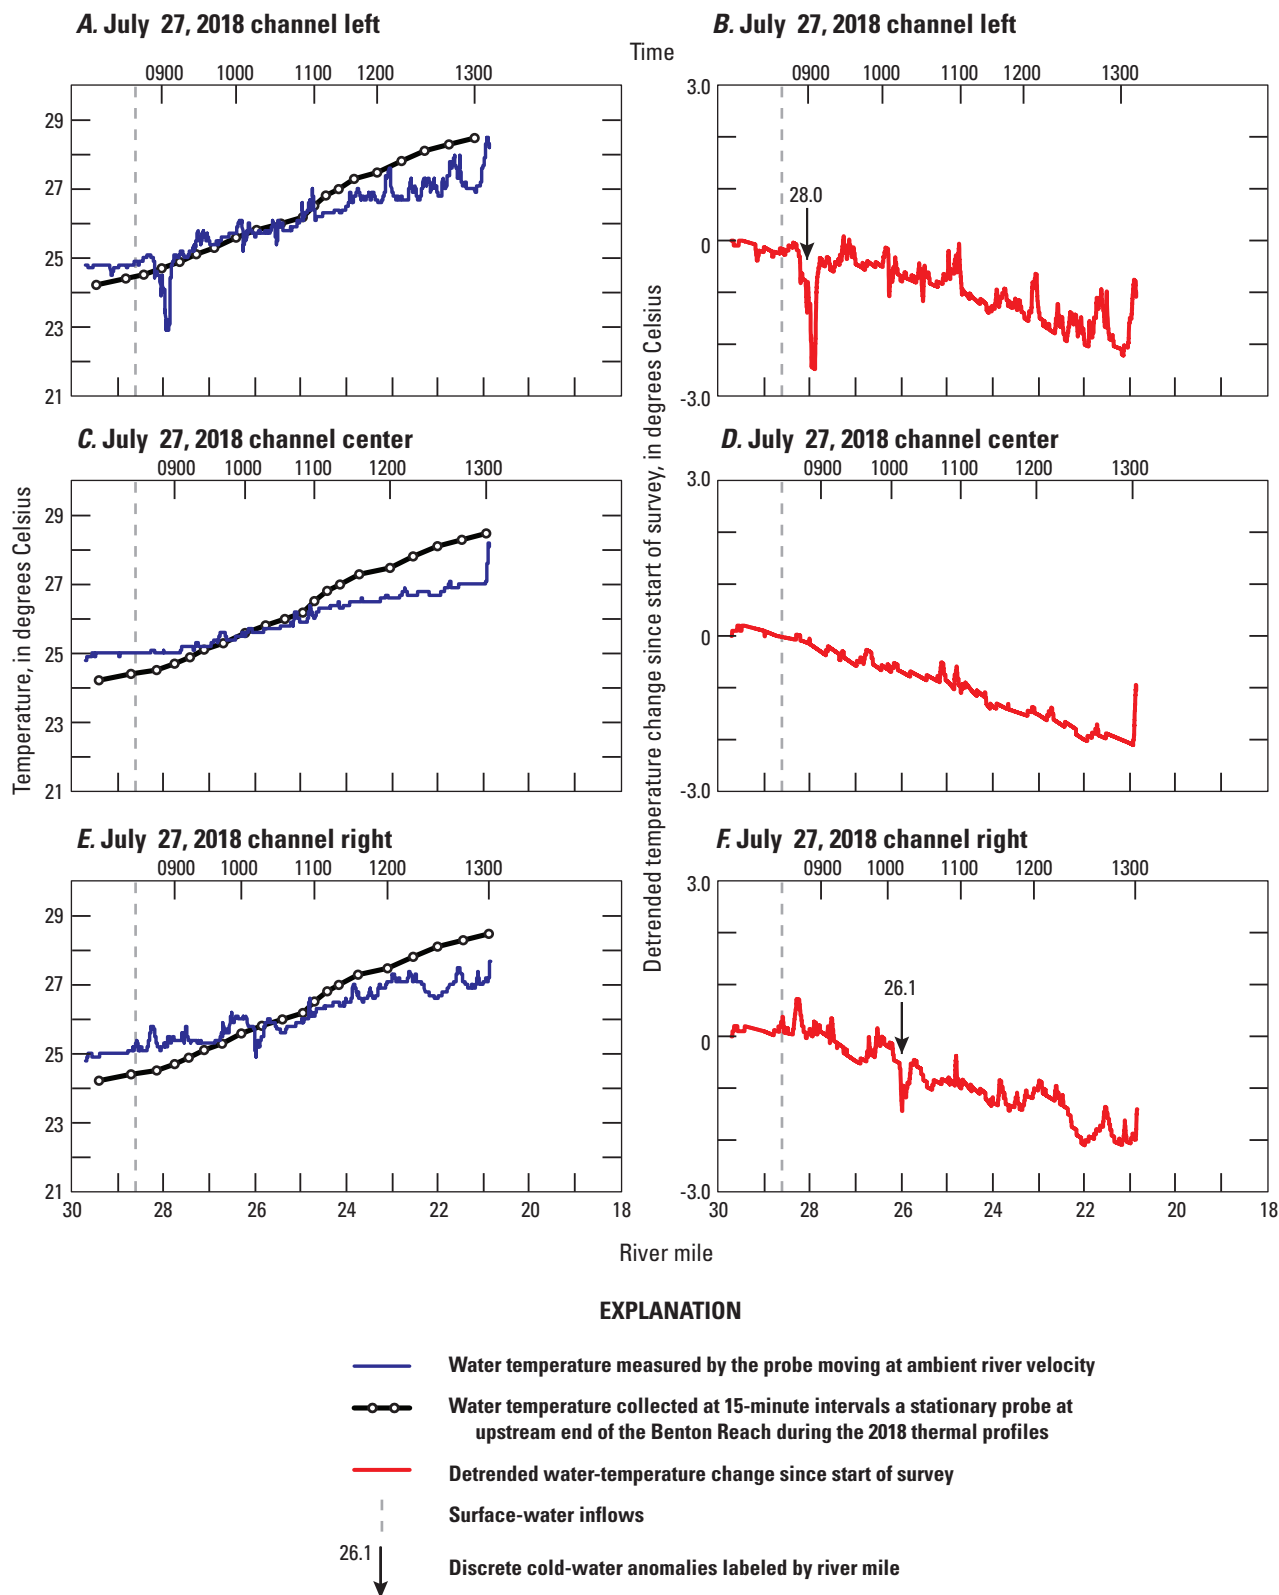 A. July 27, 2018 channel left
B. July 27, 2018 channel left
Time
0900 1000 1100 1200 1300
0900 1000 1100 1200 1300
29
27
25
23
21
3.0
0
-3.0
28.0
C. July 27, 2018 channel center
D. July 27, 2018 channel center
0900 1000 1100 1200 1300
0900 1000 1100 1200 1300
29
27
25
23
21
3.0
0
-3.0
Temperature, in degrees Celsius
Detrended temperature change since start of survey, in degrees Celsius
E. July 27, 2018 channel right
F. July 27, 2018 channel right
0900 1000 1100 1200 1300
0900 1000 1100 1200 1300
29
27
25
23
21
3.0
0
-3.0
26.1
30 28 26 24 22 20 18
30 28 26 24 22 20 18
River mile
EXPLANATION
Water temperature measured by the probe moving at ambient river velocity
Water temperature collected at 15-minute intervals a stationary probe at
upstream end of the Benton Reach during the 2018 thermal profiles
Detrended water-temperature change since start of survey
Surface-water inflows
26.1
Discrete cold-water anomalies labeled by river mile